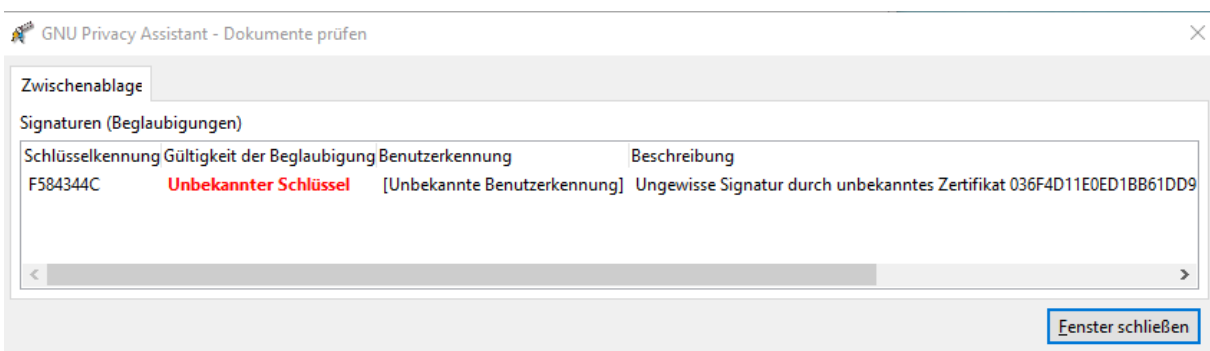 GNU Privacy Assistant - Dokumente prüfen
Zwischenablage
Signaturen (Beglaubigungen)
Schlüsselkennung Gültigkeit der Beglaubigung Benutzerkennung Beschreibung
F584344C Unbekannter Schlüssel [Unbekannte Benutzerkennung] Ungewisse Signatur durch unbekanntes Zertifikat 036F4D11E0ED1BB61DD9
Fenster schließen